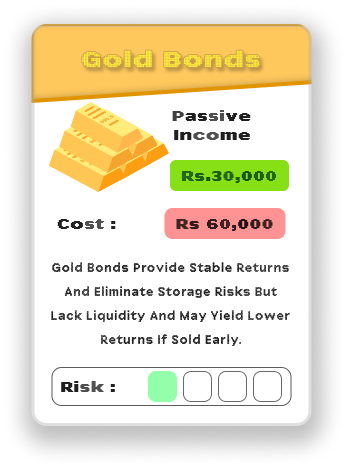 Gold Bonds
Passive
Income
Rs.30,000
Cost :
Rs 60,000
Gold Bonds Provide Stable Returns
And Eliminate Storage Risks But
Lack Liquidity And May Yield Lower
Returns If Sold Early.
Risk :